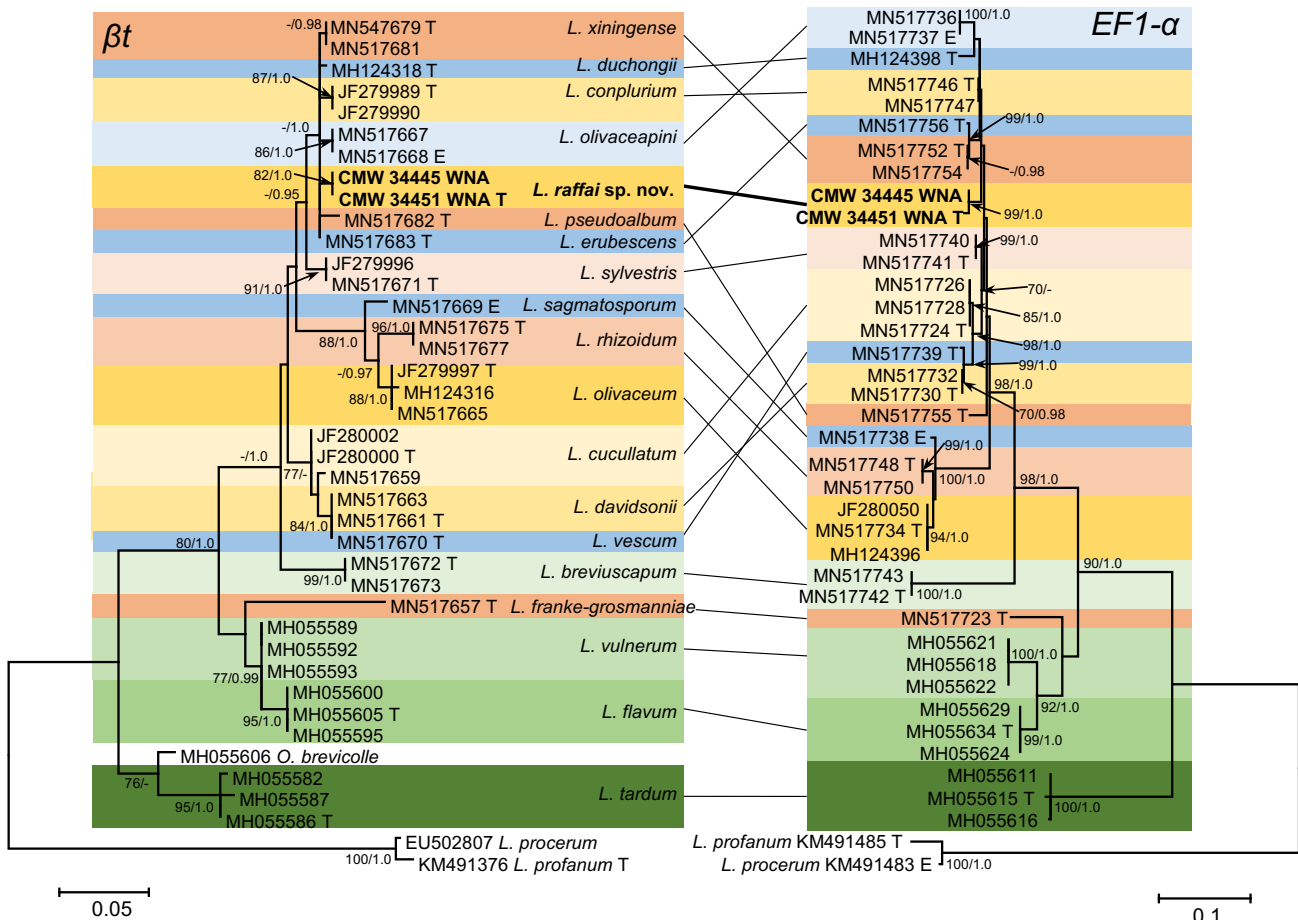 βt
-/0.98
MN547679 T
MN517681
L. xiningense
MH124318 T
L. duchongii
87/1.0
JF279989 T
JF279990
L. conplurium
-/1.0
MN517667
86/1.0
MN517668 E
L. olivaceapini
82/1.0
CMW 34445 WNA
CMW 34451 WNA T
L. raffai sp. nov.
-/0.95
MN517682 T
L. pseudoalbum
MN517683 T
L. erubescens
JF279996
91/1.0
MN517671 T
L. sylvestris
MN517669 E
L. sagmatosporum
96/1.0
MN517675 T
88/1.0
MN517677
L. rhizoidum
-/0.97
JF279997 T
88/1.0
MH124316
MN517665
L. olivaceum
JF280002
JF280000 T
-/1.0
77/-
MN517659
L. cucullatum
MN517663
84/1.0
MN517661 T
L. davidsonii
80/1.0
MN517670 T
L. vescum
MN517672 T
99/1.0
MN517673
L. breviuscapum
MN517657 T
L. franke-grosmanniae
MH055589
MH055592
MH055593
L. vulnerum
77/0.99
MH055600
95/1.0
MH055605 T
MH055595
L. flavum
MH055606 O. brevicolle
76/-
MH055582
95/1.0
MH055587
MH055586 T
L. tardum
EU502807 L. procerum
100/1.0
KM491376 L. profanum T
0.05
EF1-α
MN517736
100/1.0
MN517737 E
MH124398 T
MN517746 T
MN517747
99/1.0
MN517756 T
MN517752 T
-/0.98
MN517754
CMW 34445 WNA
CMW 34451 WNA T
99/1.0
MN517740
99/1.0
MN517741 T
MN517726
70/-
MN517728
85/1.0
MN517724 T
98/1.0
MN517739 T
99/1.0
MN517732
MN517730 T
98/1.0
70/0.98
MN517755 T
MN517738 E
99/1.0
MN517748 T
100/1.0
MN517750
98/1.0
JF280050
MN517734 T
94/1.0
MH124396
90/1.0
MN517743
MN517742 T
100/1.0
MN517723 T
MH055621
100/1.0
MH055618
MH055622
92/1.0
MH055629
MH055634 T
99/1.0
MH055624
MH055611
MH055615 T
100/1.0
MH055616
L. profanum KM491485 T
L. procerum KM491483 E
100/1.0
0.1